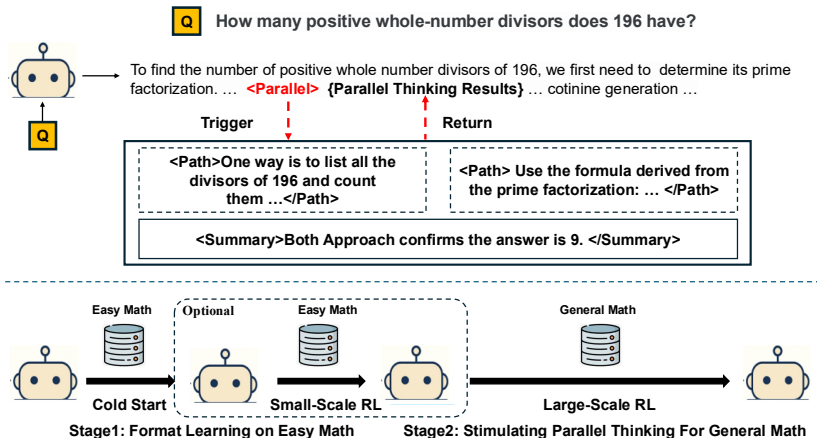 Q How many positive whole-number divisors does 196 have?
To find the number of positive whole number divisors of 196, we first need to determine its prime
factorization. … <Parallel> {Parallel Thinking Results} … cotinine generation …
Q
Trigger
Return
<Path>One way is to list all the
divisors of 196 and count
them …</Path>
<Path> Use the formula derived from
the prime factorization: … </Path>
<Summary>Both Approach confirms the answer is 9. </Summary>
Easy Math
Optional
Easy Math
General Math
Cold Start
Small-Scale RL
Large-Scale RL
Stage1: Format Learning on Easy Math
Stage2: Stimulating Parallel Thinking For General Math